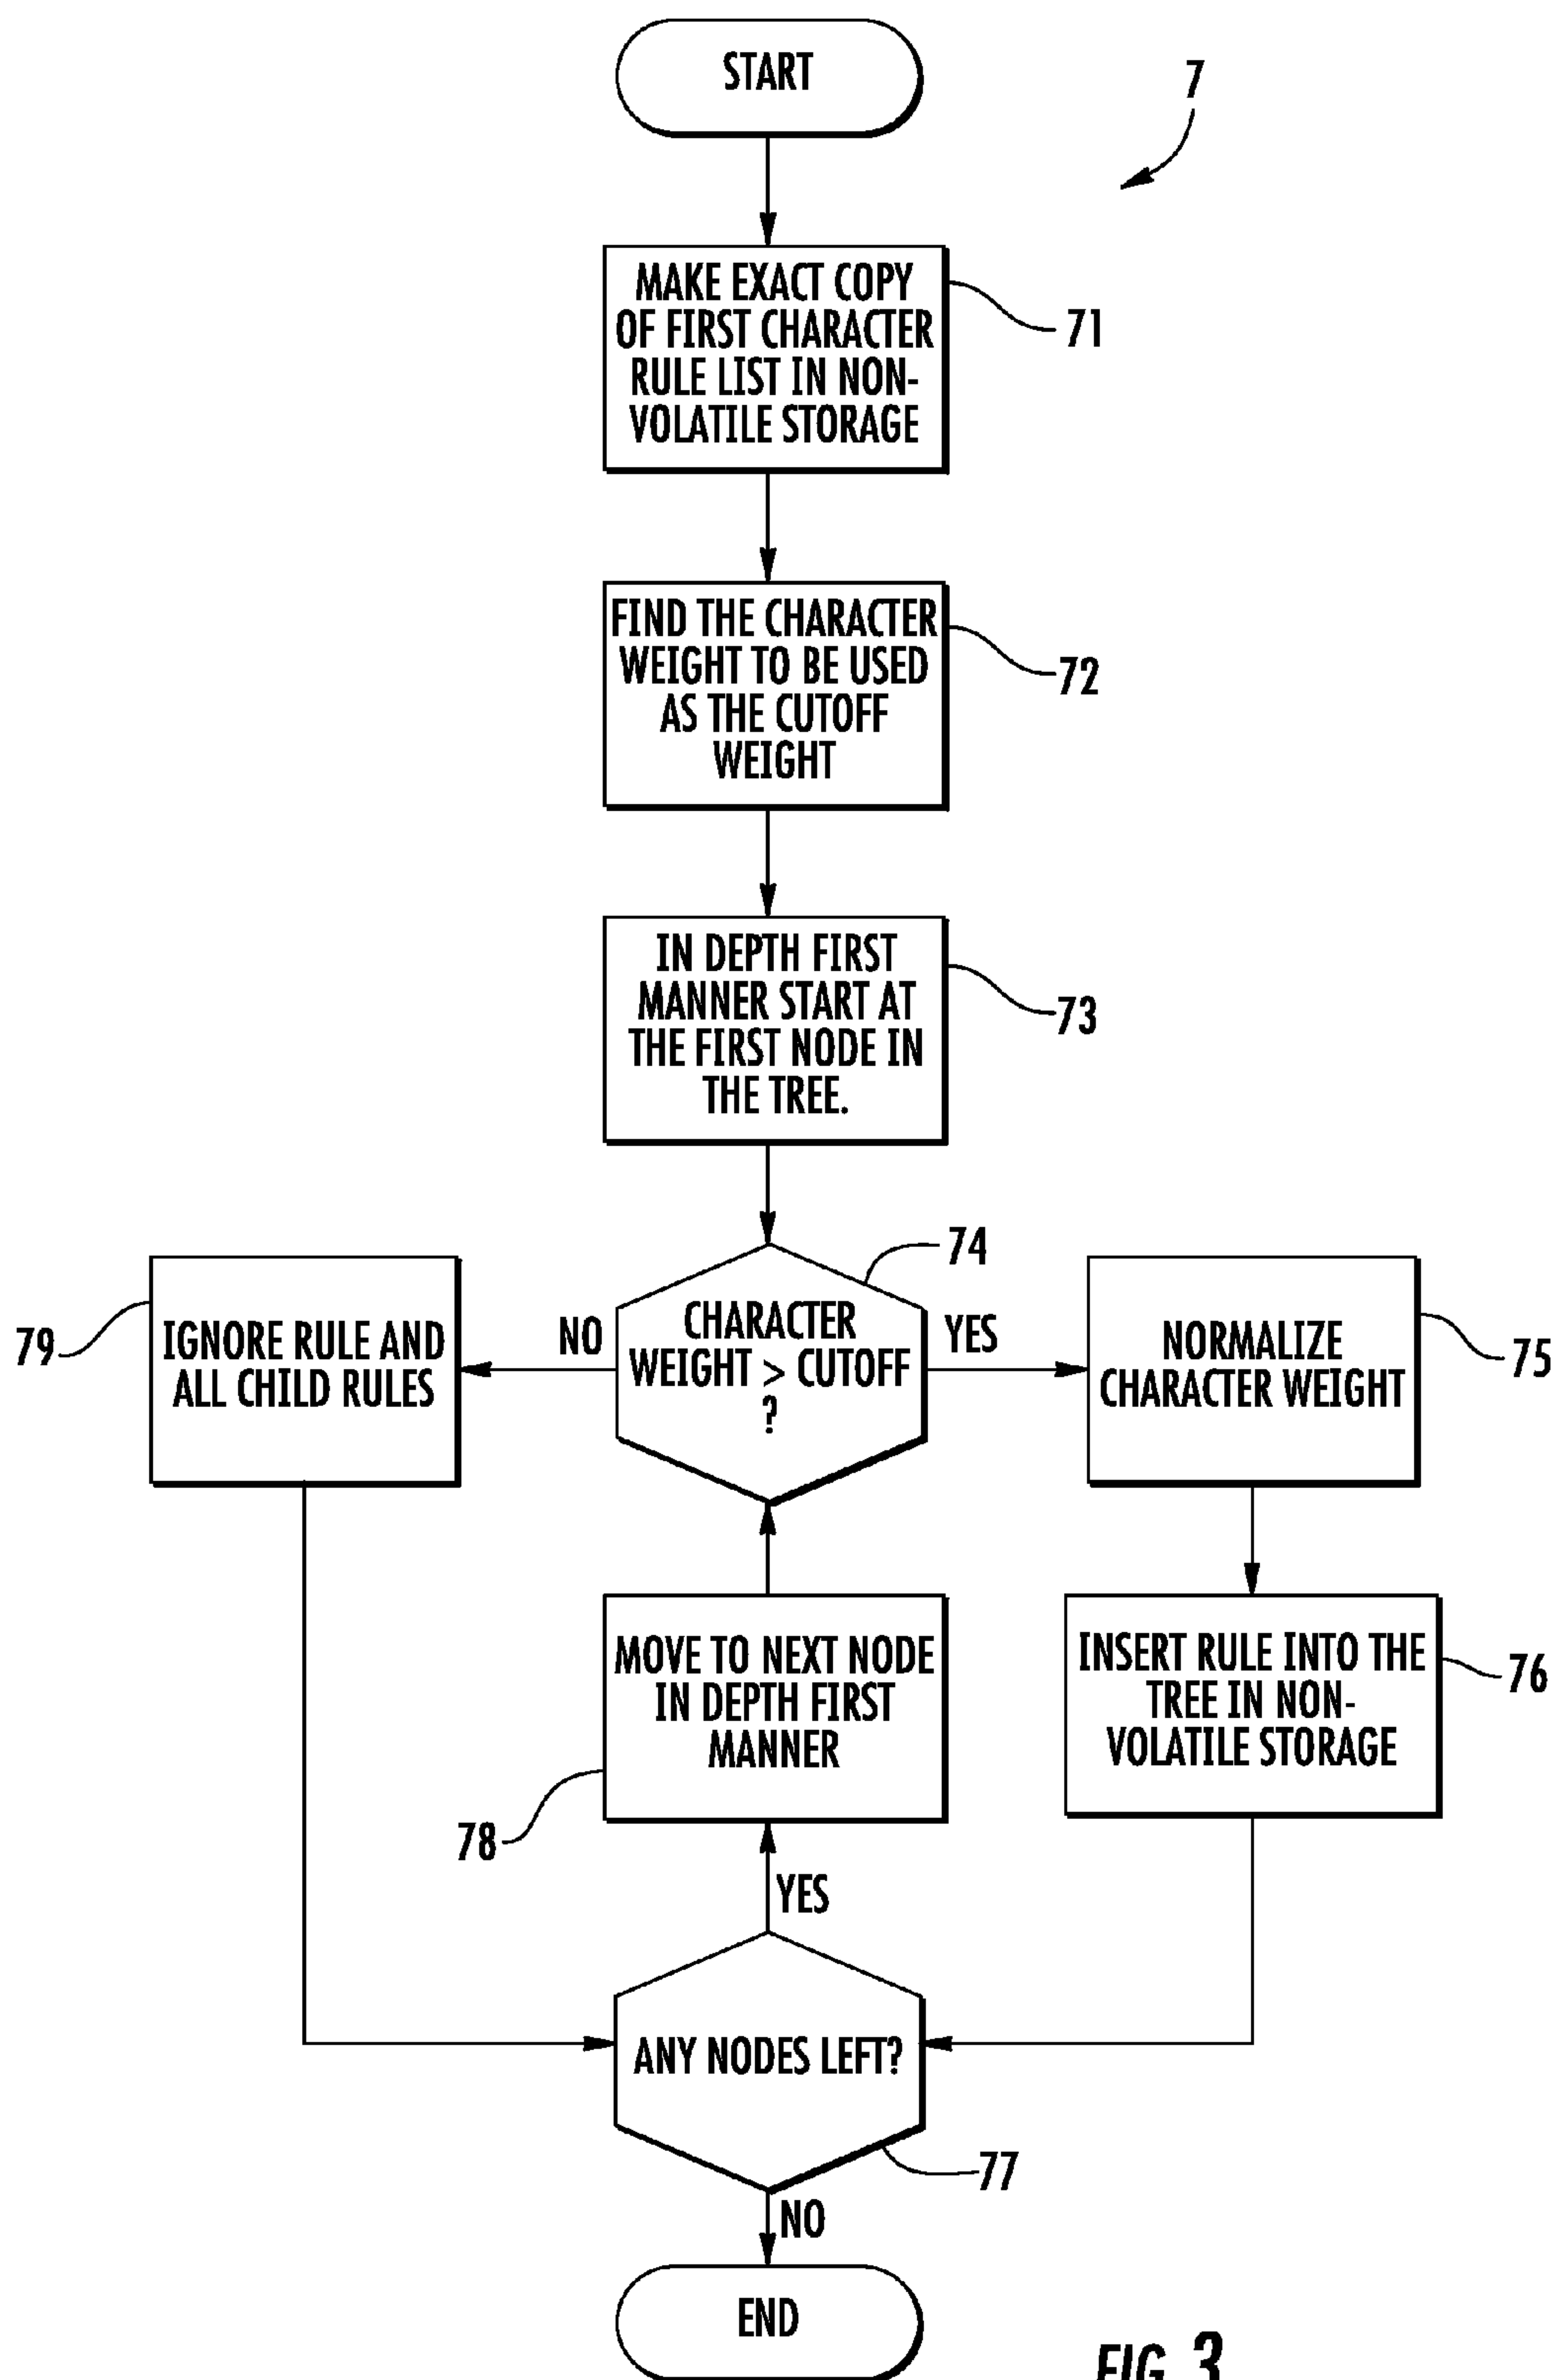 START
7
MAKE EXACT COPY
OF FIRST CHARACTER
RULE LIST IN NON-
VOLATILE STORAGE
71
FIND THE CHARACTER
WEIGHT TO BE USED
AS THE CUTOFF
WEIGHT
72
IN DEPTH FIRST
MANNER START AT
THE FIRST NODE IN
THE TREE.
73
74
CHARACTER
WEIGHT > CUTOFF
?
NO
YES
79
IGNORE RULE AND
ALL CHILD RULES
NORMALIZE
CHARACTER WEIGHT
75
MOVE TO NEXT NODE
IN DEPTH FIRST
MANNER
78
INSERT RULE INTO THE
TREE IN NON-
VOLATILE STORAGE
76
YES
ANY NODES LEFT?
77
NO
END
FIG. 3